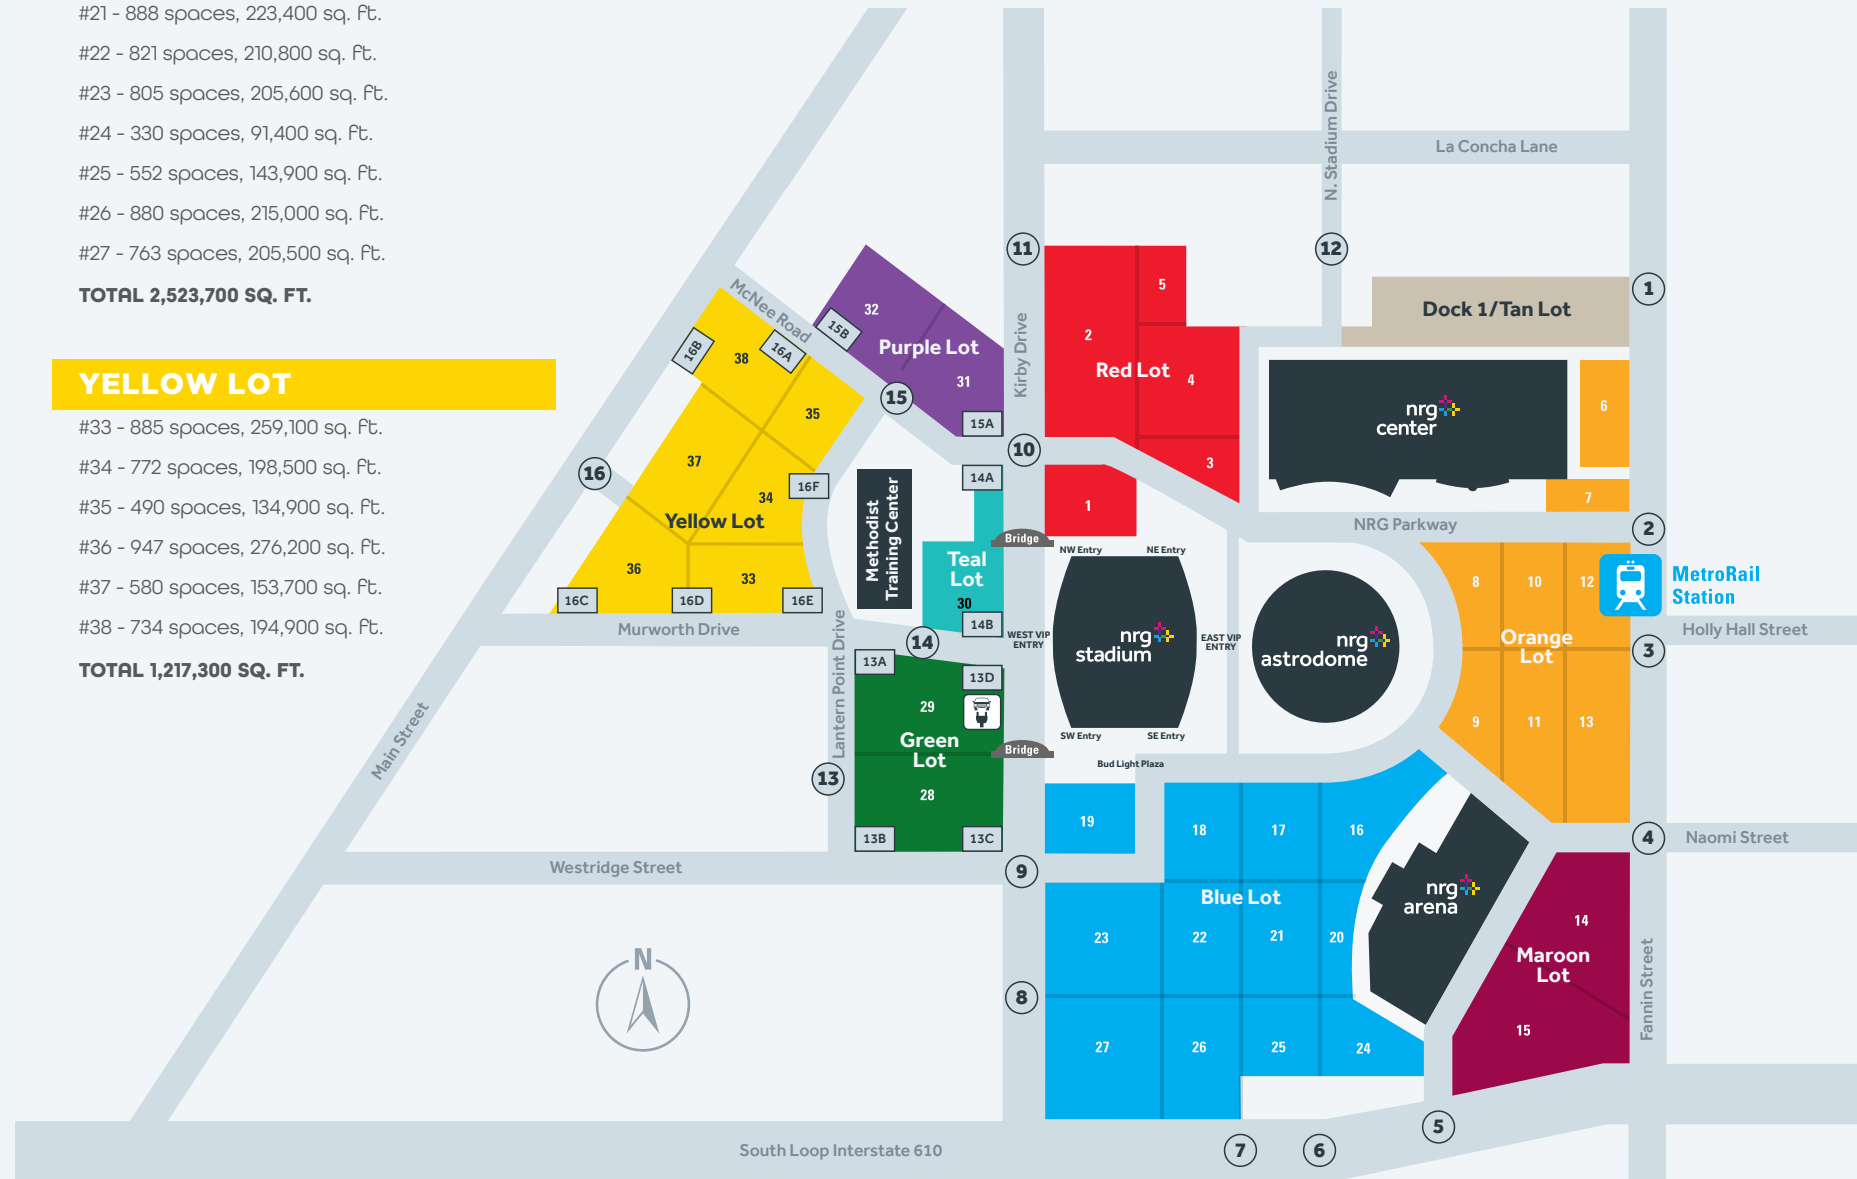 #21 - 888 spaces, 223,400 sq. ft.
#22 - 821 spaces, 210,800 sq. ft.
#23 - 805 spaces, 205,600 sq. ft.
#24 - 330 spaces, 91,400 sq. ft.
#25 - 552 spaces, 143,900 sq. ft.
#26 - 880 spaces, 215,000 sq. ft.
#27 - 763 spaces, 205,500 sq. ft.
TOTAL 2,523,700 SQ. FT.
YELLOW LOT
#33 - 885 spaces, 259,100 sq. ft.
#34 - 772 spaces, 198,500 sq. ft.
#35 - 490 spaces, 134,900 sq. ft.
#36 - 947 spaces, 276,200 sq. ft.
#37 - 580 spaces, 153,700 sq. ft.
#38 - 734 spaces, 194,900 sq. ft.
TOTAL 1,217,300 SQ. FT.
N. Stadium Drive
La Concha Lane
11
12
1
McNee Road
Kirby Drive
32
15B
Purple Lot
31
15A
15
5
2
Red Lot
4
3
1
10
Dock 1/Tan Lot
nrg
center
6
7
NRG Parkway
2
16B
38
16A
35
37
16
34
16F
Yellow Lot
36
33
16C
16D
16E
Murworth Drive
Methodist
Training Center
14A
Teal
Lot
30
14B
14
Bridge
NW Entry
NE Entry
WEST VIP
ENTRY
nrg
stadium
EAST VIP
ENTRY
SW Entry
SE Entry
Bud Light Plaza
nrg
astrodome
8
10
12
Orange
Lot
9
11
13
MetroRail
Station
Holly Hall Street
3
Main Street
Lantern Point Drive
13A
13D
29
Green
Lot
28
13
13B
13C
Bridge
Westridge Street
9
19
18
17
16
Blue Lot
23
22
21
20
27
26
25
24
nrg
arena
4
Naomi Street
14
Maroon
Lot
15
Fannin Street
N
8
5
South Loop Interstate 610
7
6